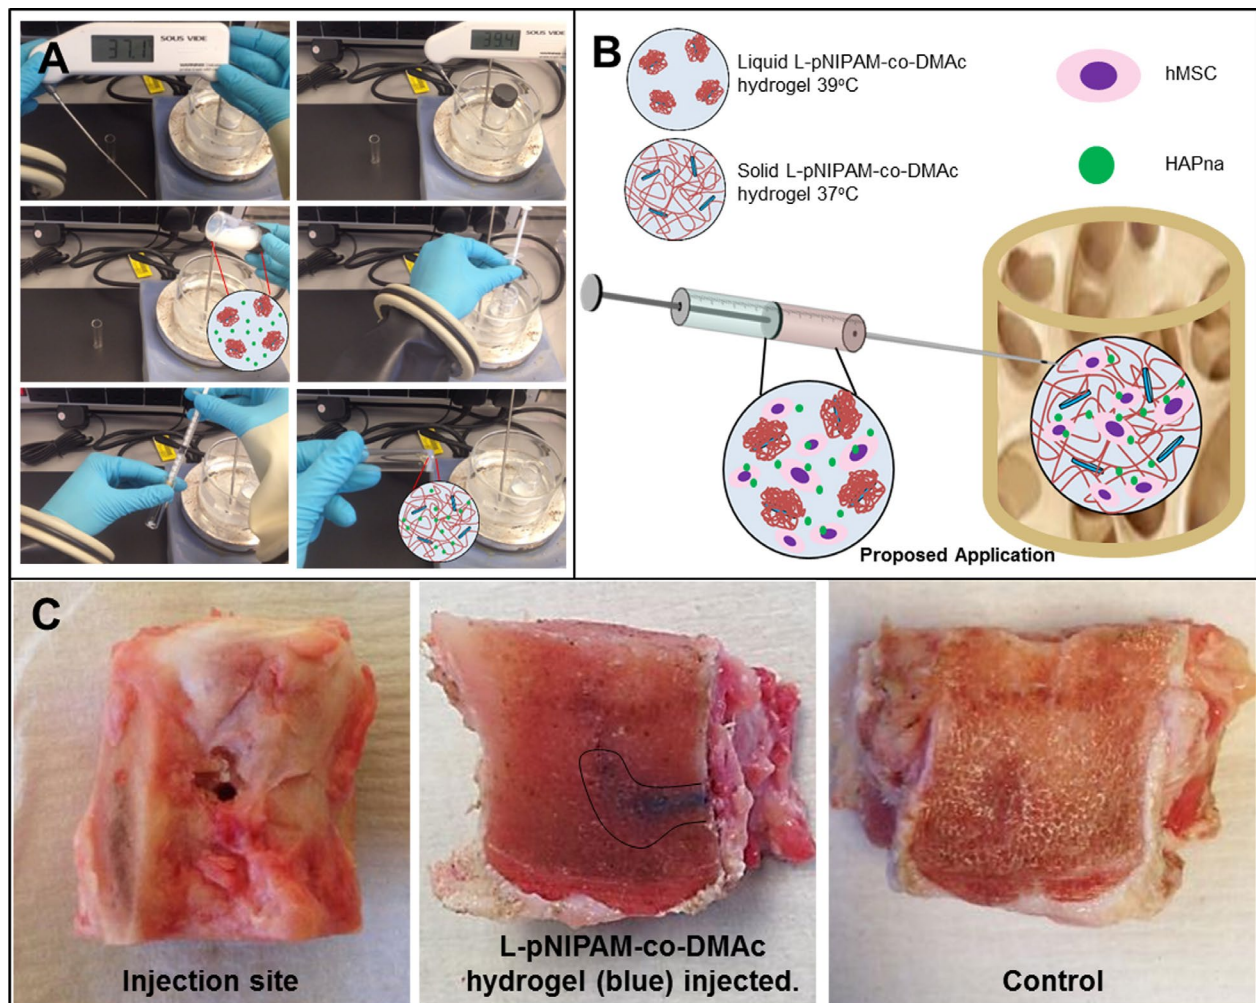 A
37.1
SOUS VIDE
39.4
SOUS VIDE
B
Liquid L-pNIPAM-co-DMAc
hydrogel 39ºC
Solid L-pNIPAM-co-DMAc
hydrogel 37ºC
hMSC
HAPna
Proposed Application
C
Injection site
L-pNIPAM-co-DMAc
hydrogel (blue) injected.
Control